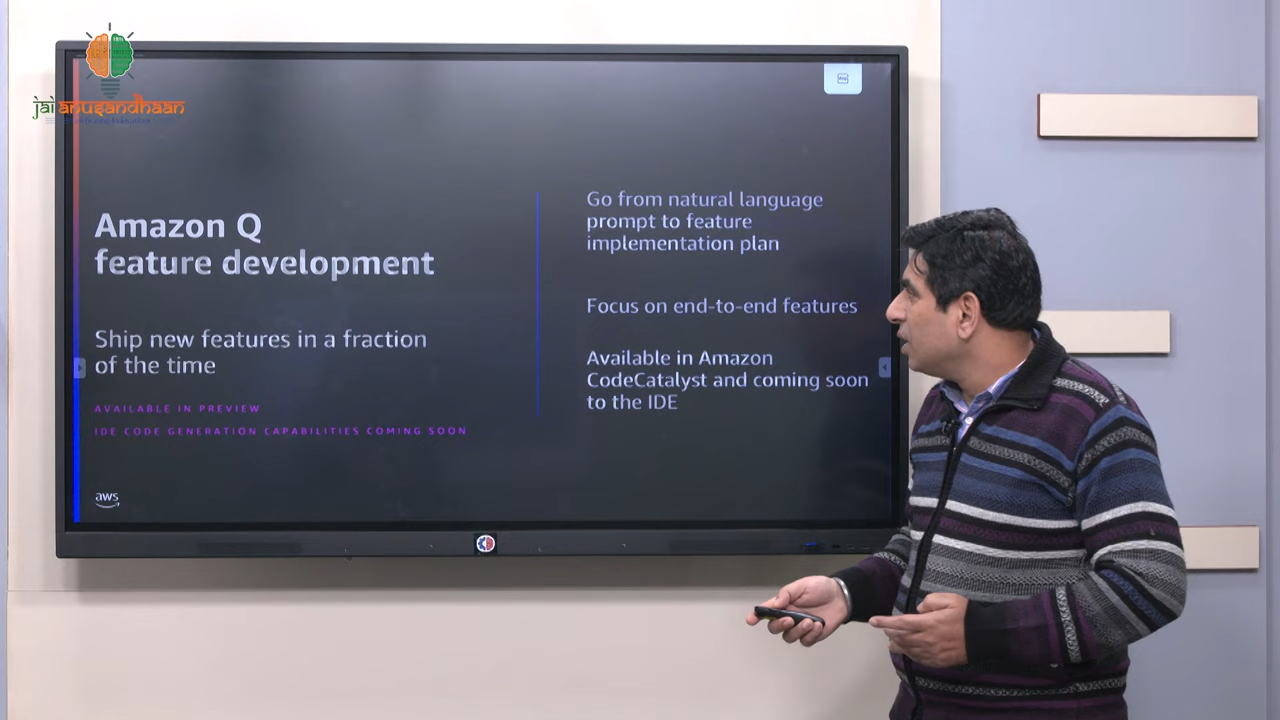 jai anusandhaan
Amazon Q
feature development
Ship new features in a fraction
of the time
AVAILABLE IN PREVIEW
IDE CODE GENERATION CAPABILITIES COMING SOON
aws
Go from natural language
prompt to feature
implementation plan
Focus on end-to-end features
Available in Amazon
CodeCatalyst and coming soon
to the IDE